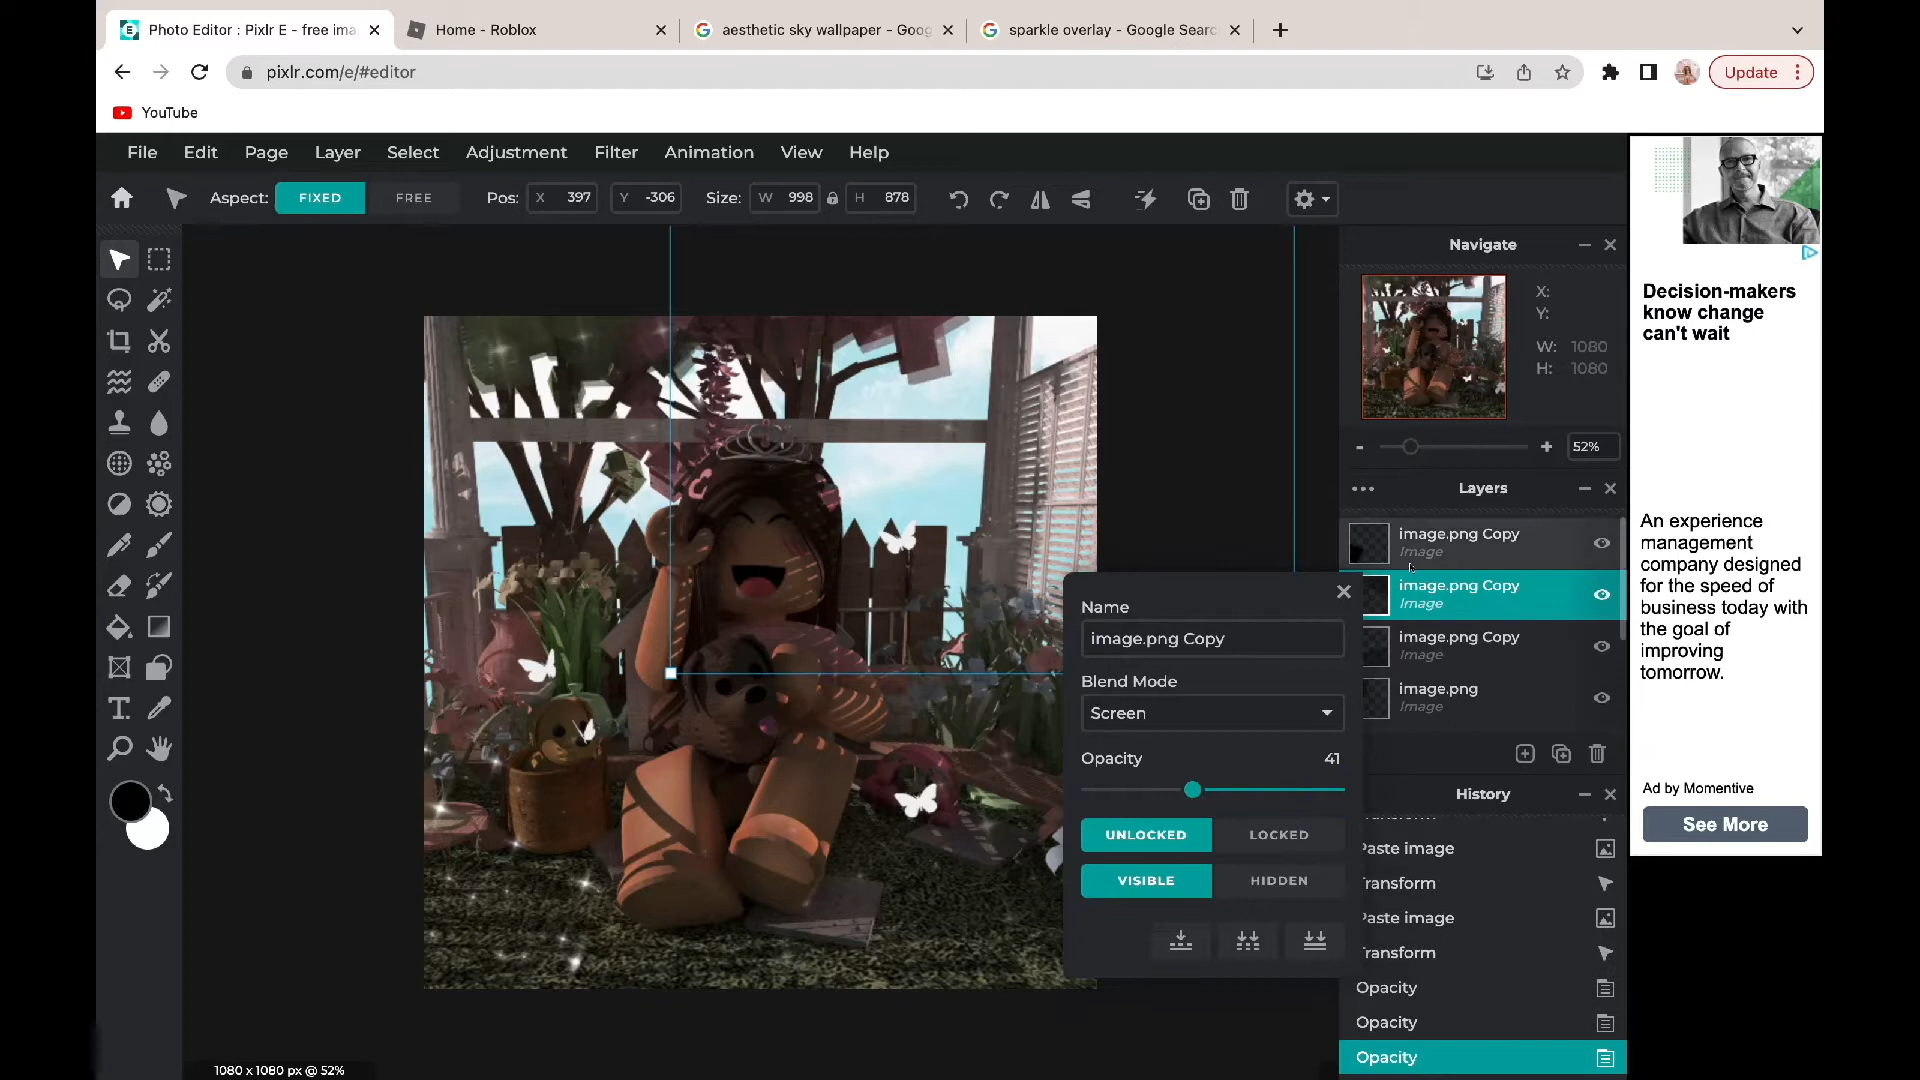 Photo Editor : Pixlr E - free ima
Home - Roblox
aesthetic sky wallpaper - Goog
sparkle overlay - Google Searc
pixlr.com/e/#editor
Update
YouTube
File Edit Page Layer Select Adjustment Filter Animation View Help
Aspect: FIXED FREE Pos: X 397 Y -306 Size: W 998 H 878
Navigate
X:
Y:
W: 1080
H: 1080
52%
Layers
image.png Copy
Image
image.png Copy
Image
image.png Copy
Image
image.png
Image
Name
image.png Copy
Blend Mode
Screen
Opacity 41
UNLOCKED LOCKED
VISIBLE HIDDEN
History
Paste image
Transform
Paste image
Transform
Opacity
Opacity
Opacity
1080 x 1080 px @ 52%
Decision-makers
know change
can't wait
An experience
management
company designed
for the speed of
business today with
the goal of
improving
tomorrow.
Ad by Momentive
See More